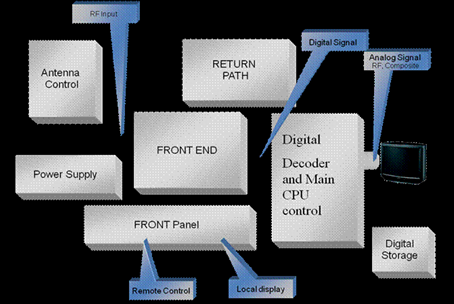 RF Input
Digital Signal
Analog Signal
RF, Composite
Antenna
Control
RETURN
PATH
FRONT END
Digital
Decoder
and Main
CPU
control
Power Supply
FRONT Panel
Digital
Storage
Remote Control
Local display